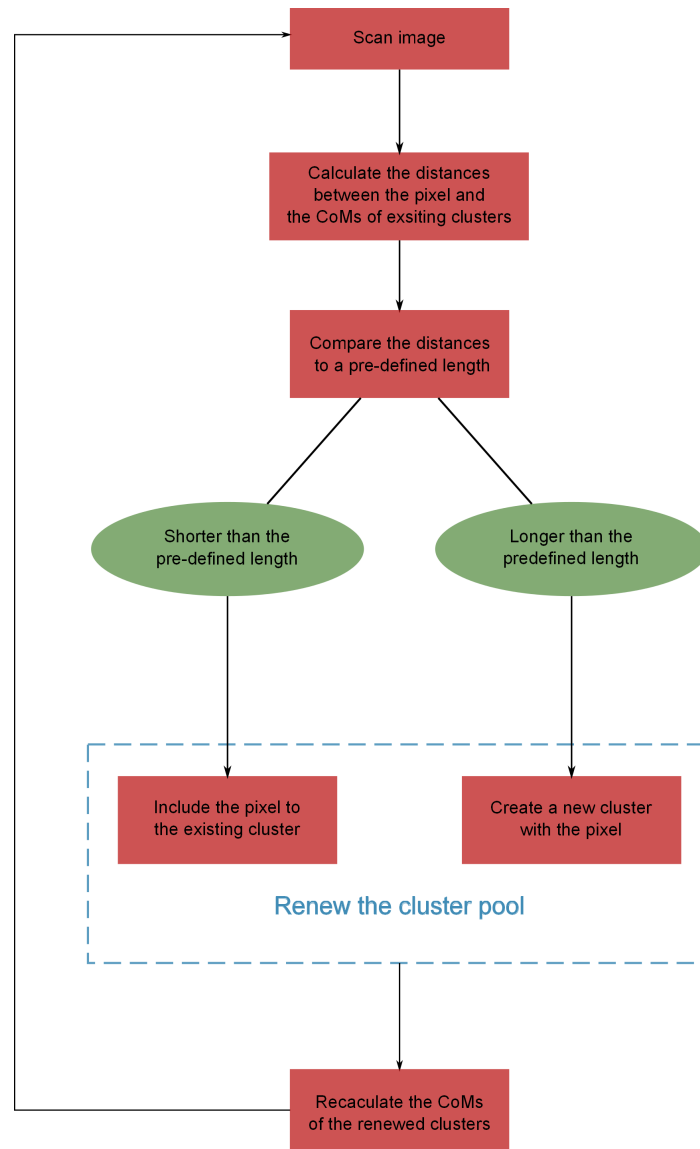 Scan image
Calculate the distances
between the pixel and
the CoMs of exsiting clusters
Compare the distances
to a pre-defined length
Shorter than the
pre-defined length
Longer than the
predefined length
Include the pixel to
the existing cluster
Create a new cluster
with the pixel
Renew the cluster pool
Recaculate the CoMs
of the renewed clusters